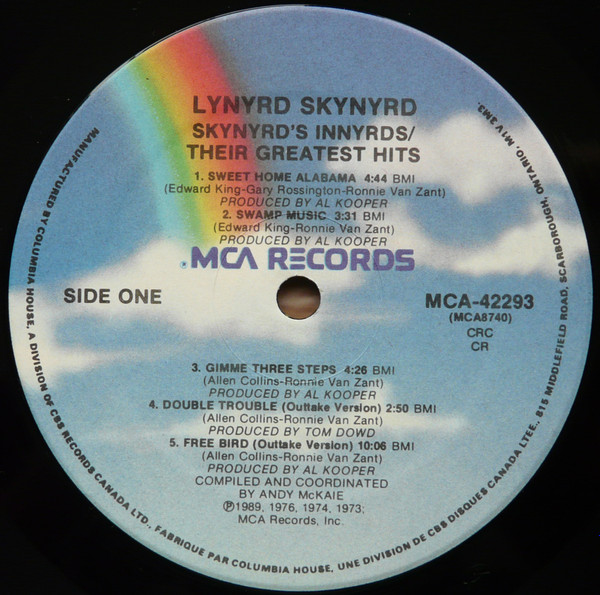 LYNYRD SKYNYRD
SKYNYRD'S INNYRDS/
THEIR GREATEST HITS
1. SWEET HOME ALABAMA 4:44 BMI
(Edward King-Gary Rossington-Ronnie Van Zant)
PRODUCED BY AL KOOPER
2. SWAMP MUSIC 3:31 BMI
(Edward King-Ronnie Van Zant)
PRODUCED BY AL KOOPER
MCA RECORDS
SIDE ONE
MCA-42293
(MCA8740)
CRC
CR
3. GIMME THREE STEPS 4:26 BMI
(Allen Collins-Ronnie Van Zant)
PRODUCED BY AL KOOPER
4. DOUBLE TROUBLE (Outtake Version) 2:50 BMI
(Allen Collins-Ronnie Van Zant)
PRODUCED BY TOM DOWD
5. FREE BIRD (Outtake Version) 10:06 BMI
(Allen Collins-Ronnie Van Zant)
PRODUCED BY AL KOOPER
COMPILED AND COORDINATED
BY ANDY McKAIE
℗1989, 1976, 1974, 1973;
MCA Records, Inc.
MANUFACTURED BY COLUMBIA HOUSE, A DIVISION OF CBS RECORDS CANADA LTD., FABRIQUE PAR COLUMBIA HOUSE, UNE DIVISION DE CBS DISQUES CANADA LTEE., 815 MIDDLEFIELD ROAD, SCARBOROUGH, ONTARIO, M1V 3M3.